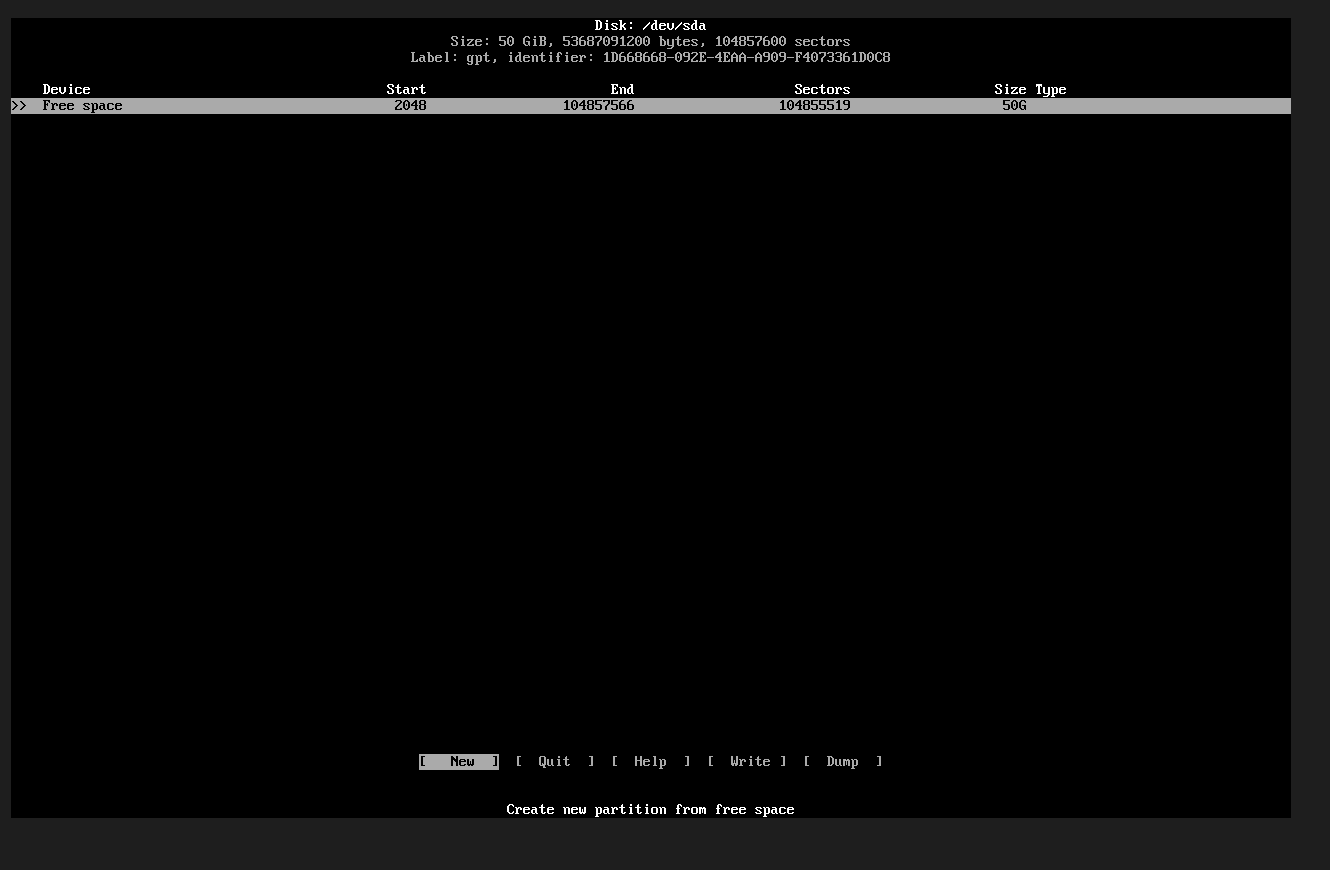 Disk: /dev/sda
Size: 50 GiB, 53687091200 bytes, 104857600 sectors
Label: gpt, identifier: 1D668668-092E-4EAA-A909-F4073361D0C8
Device Start End Sectors Size Type
>> Free space 2048 104857566 104855519 50G
[ New ] [ Quit ] [ Help ] [ Write ] [ Dump ]
Create new partition from free space